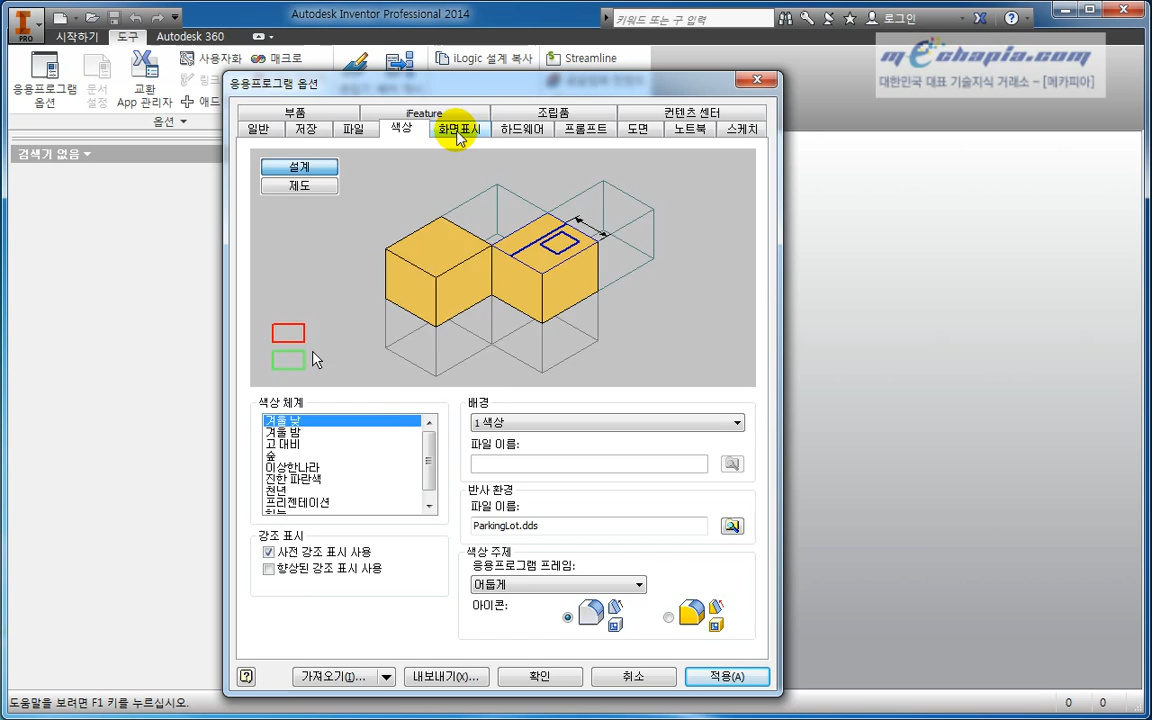 Autodesk Inventor Professional 2014
키워드 또는 구 입력
로그인
PRO
시작하기
도구
Autodesk 360
응용프로그램
옵션
문서
설정
교환
App 관리자
사용자화
매크로
링크
애드
iLogic 설계 복사
Streamline
옵션
mechapia.com
대한민국 대표 기술지식 거래소 – [메카피아]
검색기 없음
응용프로그램 옵션
부품
iFeature
조립품
컨텐츠 센터
일반
저장
파일
색상
화면표시
하드웨어
프롬프트
도면
노트북
스케치
설계
제도
색상 체계
겨울 낮
겨울 밤
고 대비
숲
이상한나라
진한 파란색
천년
프리젠테이션
배경
1 색상
파일 이름:
반사 환경
파일 이름:
ParkingLot.dds
강조 표시
사전 강조 표시 사용
향상된 강조 표시 사용
색상 주제
응용프로그램 프레임:
어둡게
아이콘:
가져오기(I)...
내보내기(X)...
확인
취소
적용(A)
도움말을 보려면 F1 키를 누르십시오.
0
0